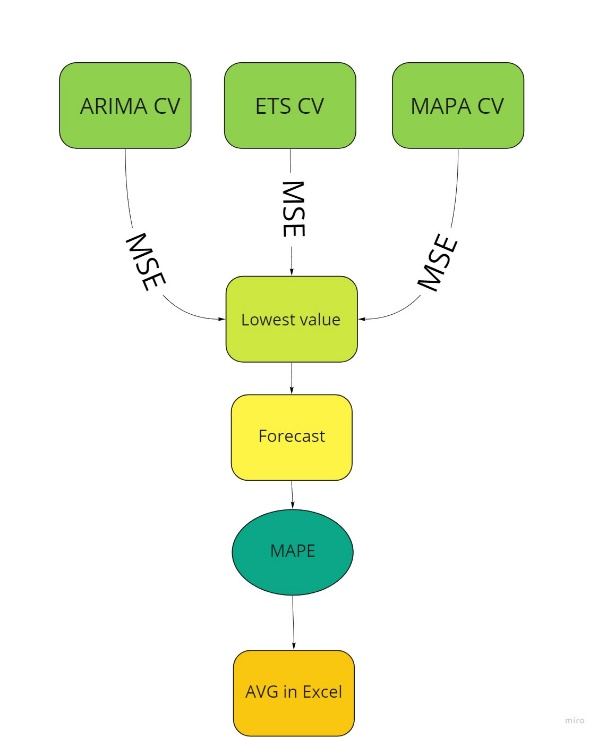 ARIMA CV
ETS CV
MAPA CV
MSE
MSE
MSE
Lowest value
Forecast
MAPE
AVG in Excel
miro